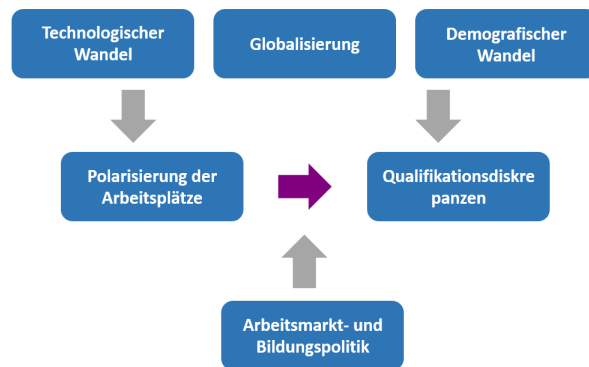 Technologischer
Wandel
Globalisierung
Demografischer
Wandel
Polarisierung der
Arbeitsplätze
Qualifikationsdiskre
panzen
Arbeitsmarkt- und
Bildungspolitik